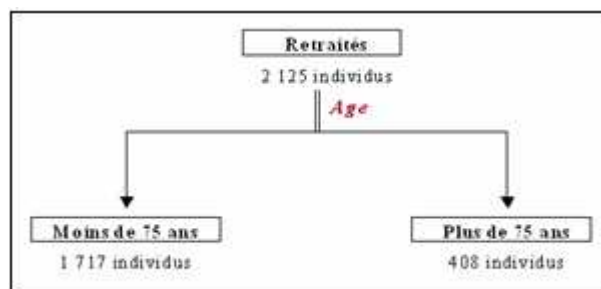 Retraités
2 125 individus
Age
Moins de 75 ans
Plus de 75 ans
1 717 individus
408 individus